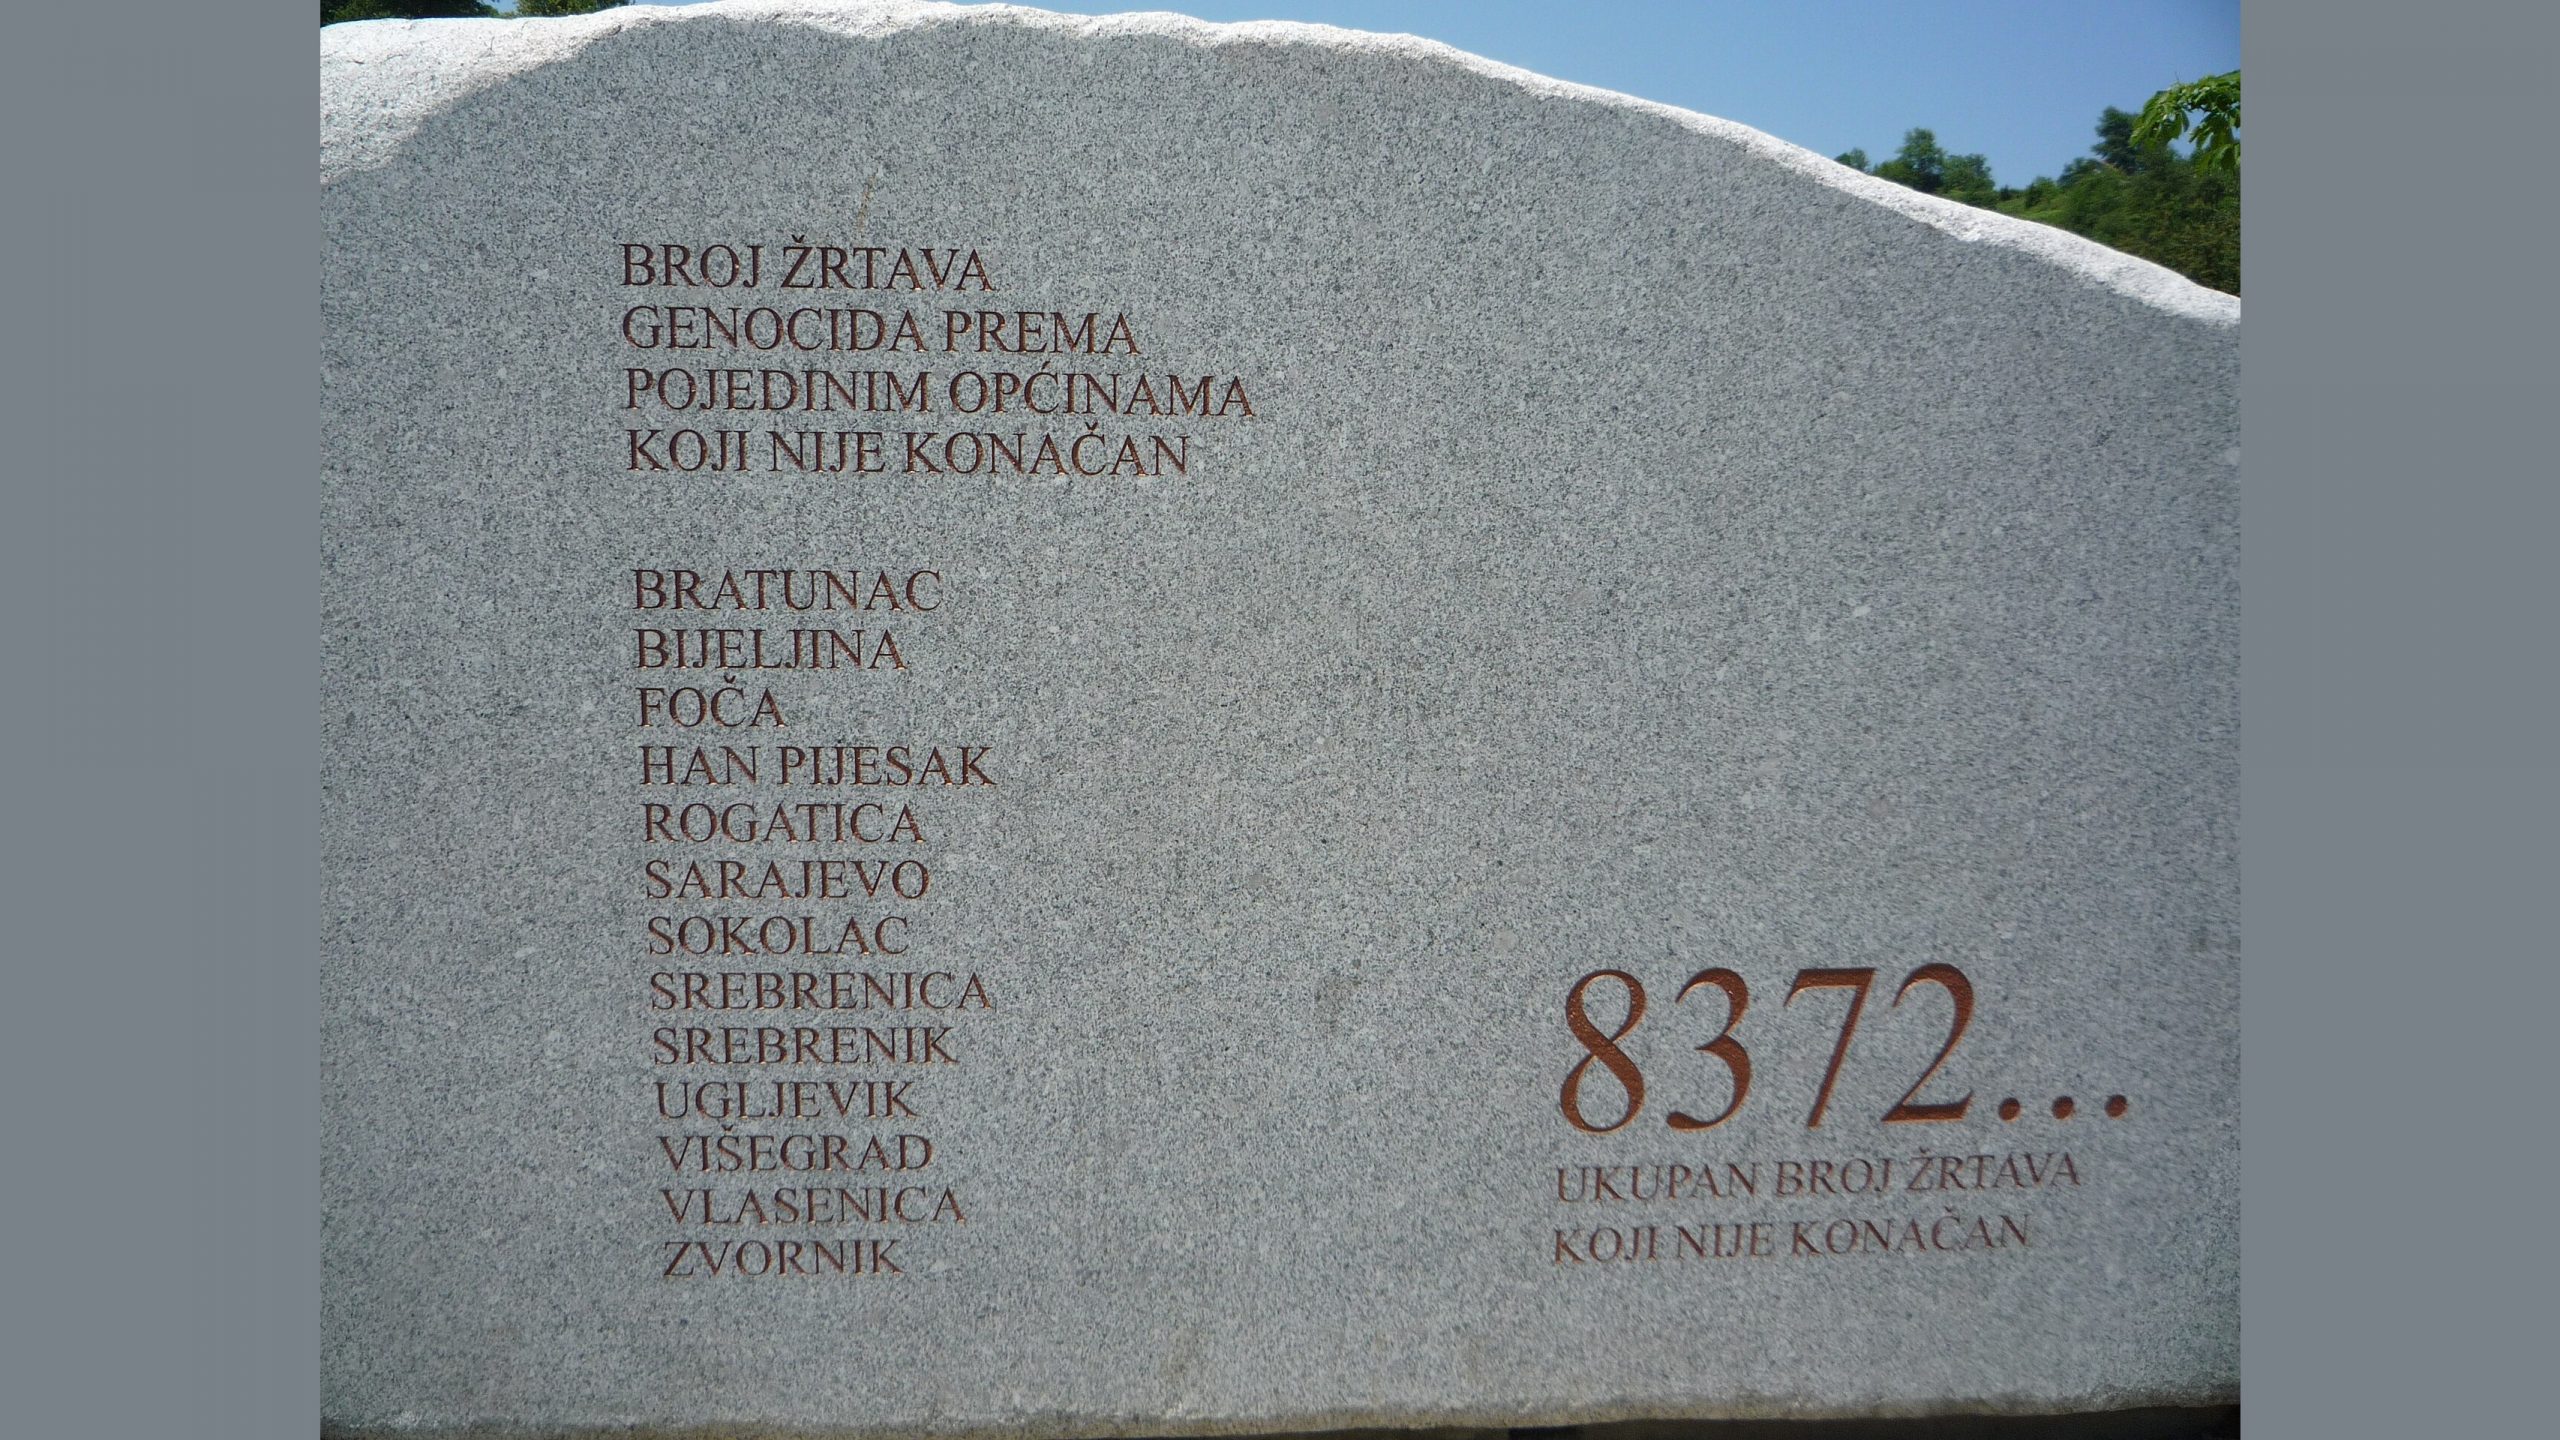 BROJ ŽRTAVA
GENOCIDA PREMA
POJEDINIM OPĆINAMA
KOJI NIJE KONAČAN
BRATUNAC
BIJELJINA
FOČA
HAN PIJESAK
ROGATICA
SARAJEVO
SOKOLAC
SREBRENICA
SREBRENIK
UGLJEVIK
VIŠEGRAD
VLASENICA
ZVORNIK
8372...
UKUPAN BROJ ŽRTAVA
KOJI NIJE KONAČAN